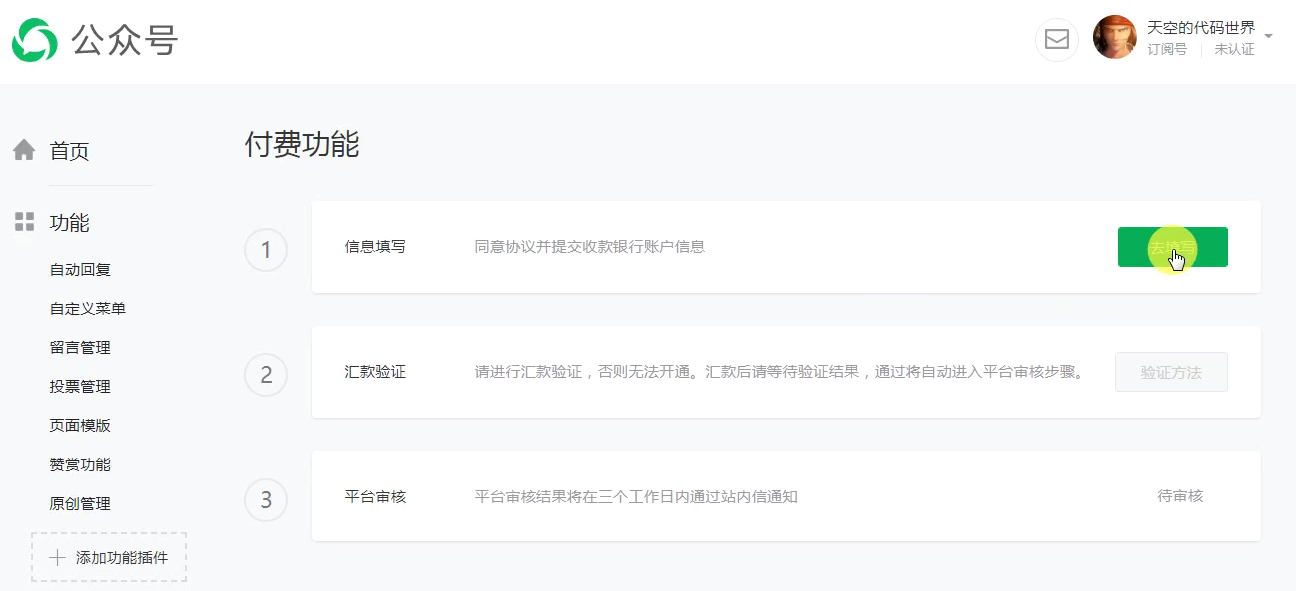 公众号
天空的代码世界
订阅号 未认证
首页
功能
自动回复
自定义菜单
留言管理
投票管理
页面模版
赞赏功能
原创管理
添加功能插件
付费功能
1 信息填写 同意协议并提交收款银行账户信息 去填写
2 汇款验证 请进行汇款验证，否则无法开通。汇款后请等待验证结果，通过将自动进入平台审核步骤。 验证方法
3 平台审核 平台审核结果将在三个工作日内通过站内信通知 待审核